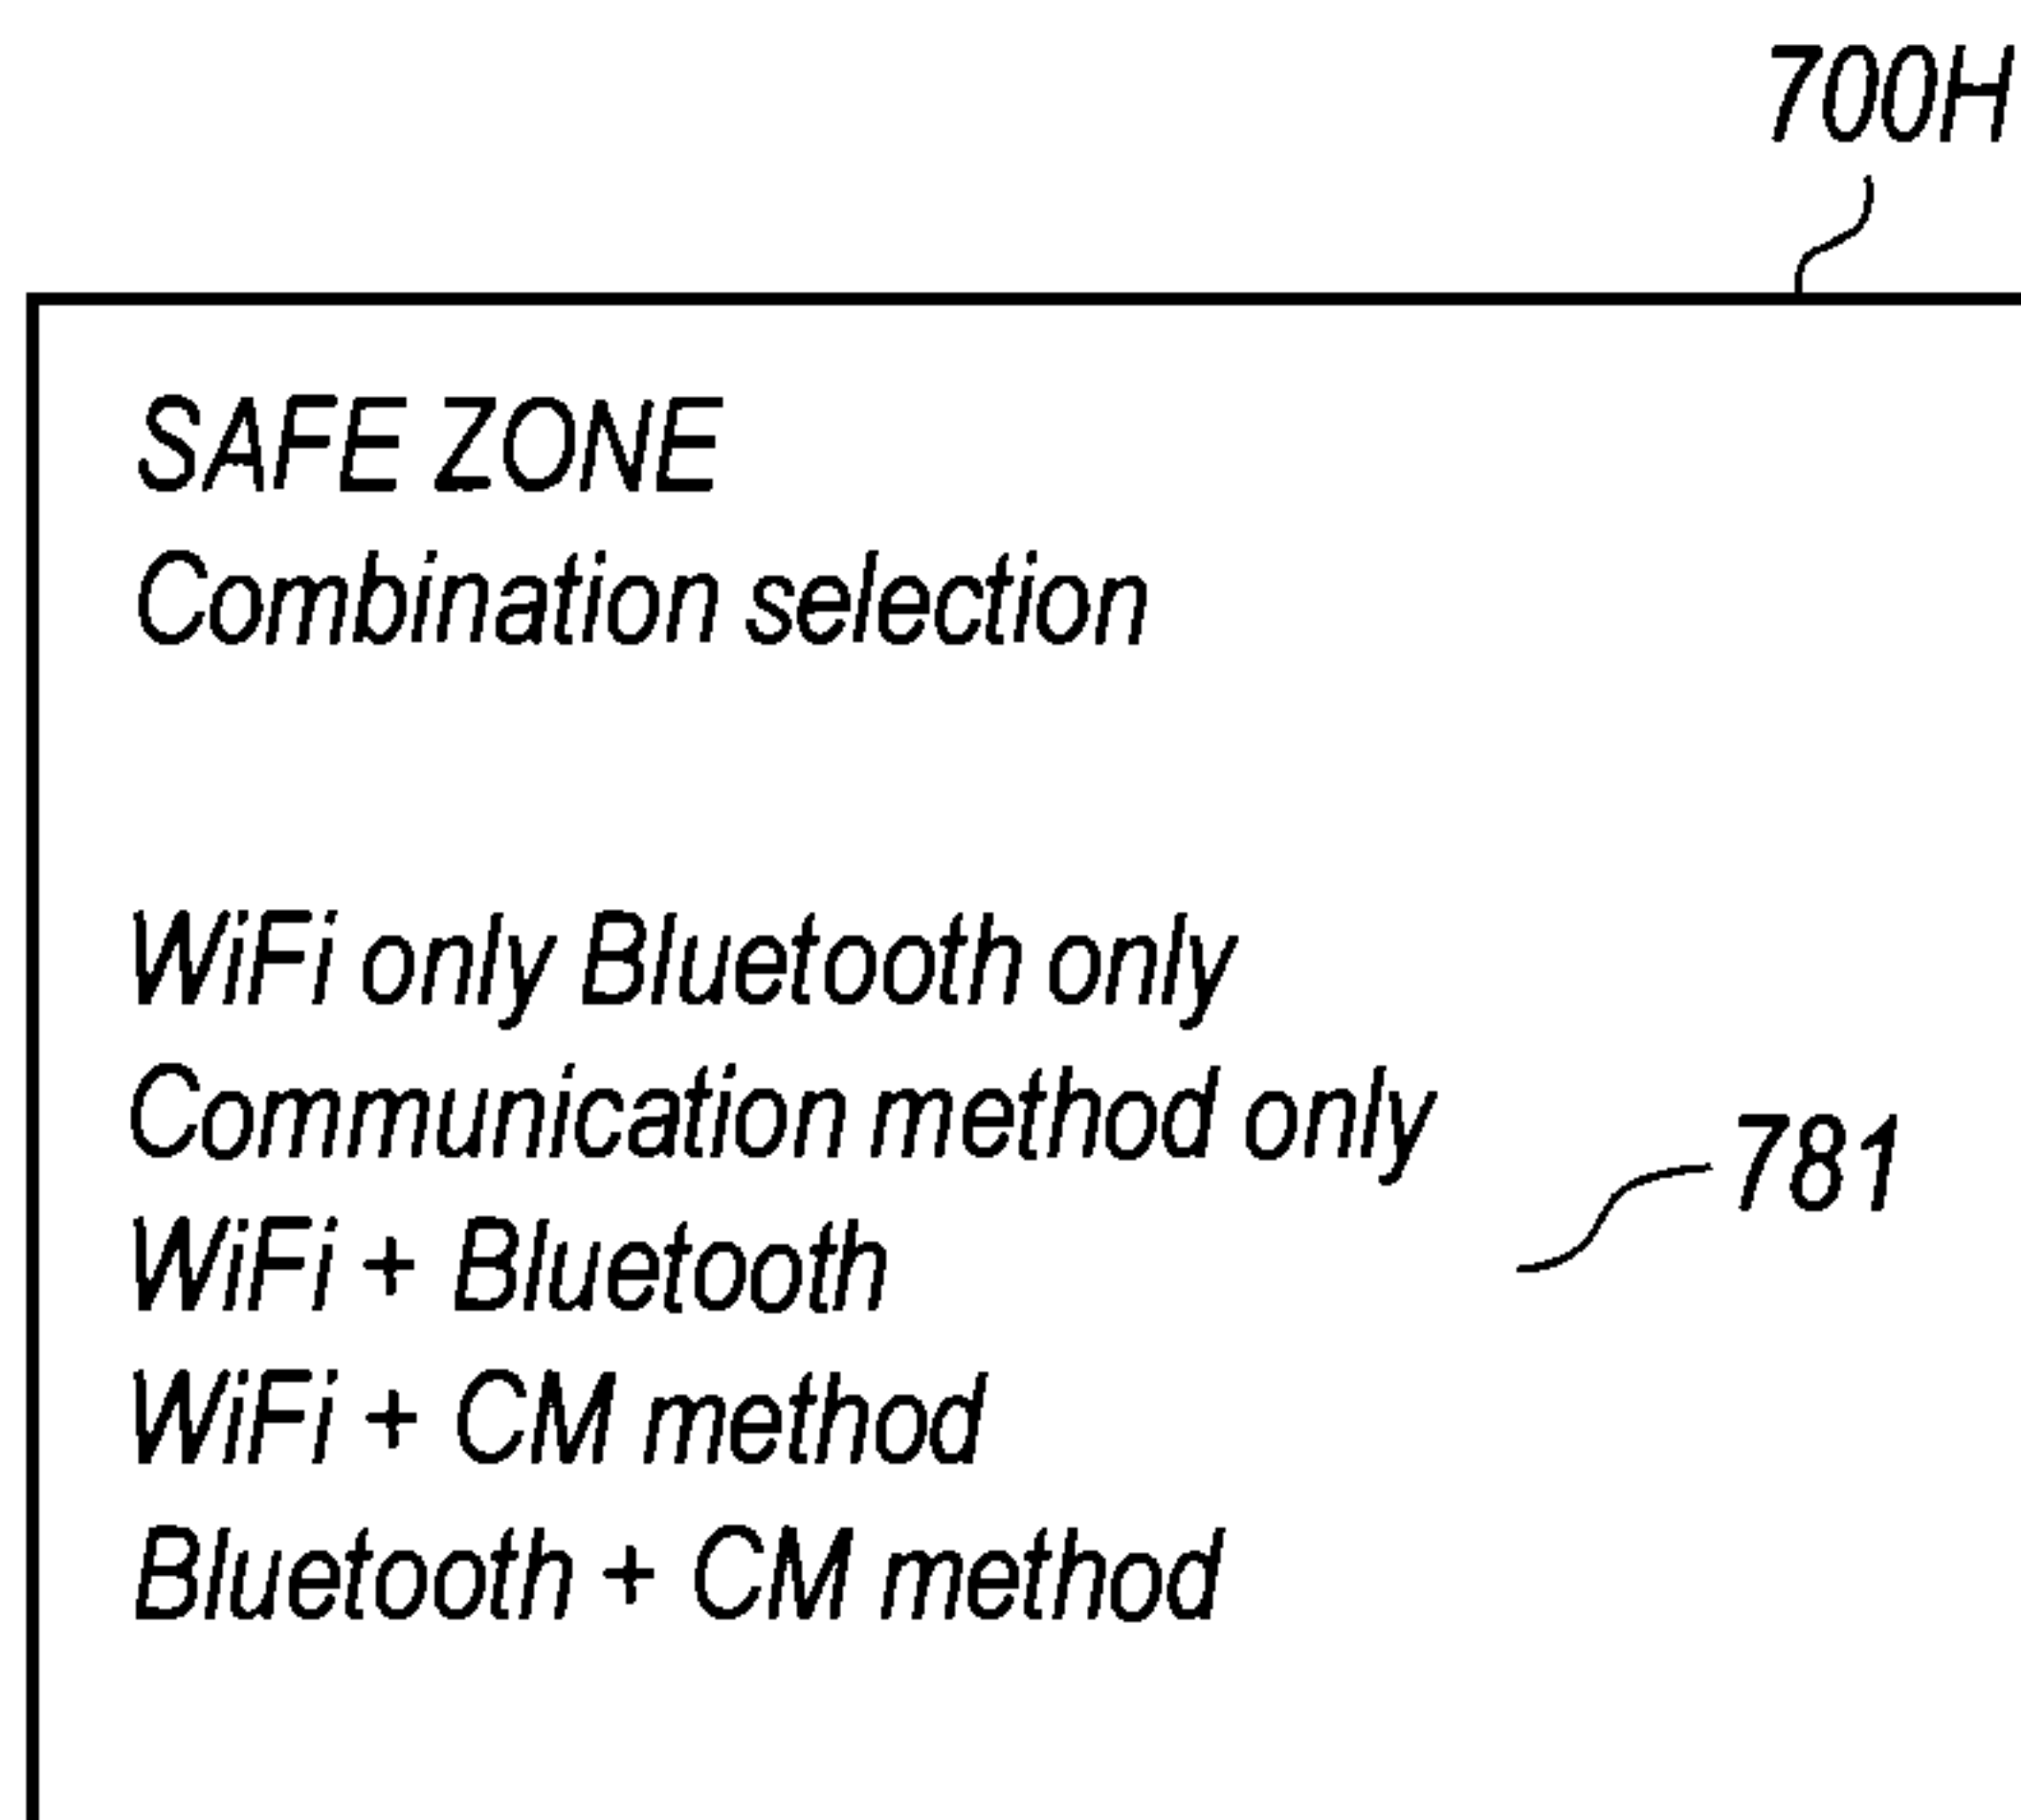 700H
SAFE ZONE
Combination selection
WiFi only Bluetooth only
Communication method only
781
WiFi + Bluetooth
WiFi + CM method
Bluetooth + CM method